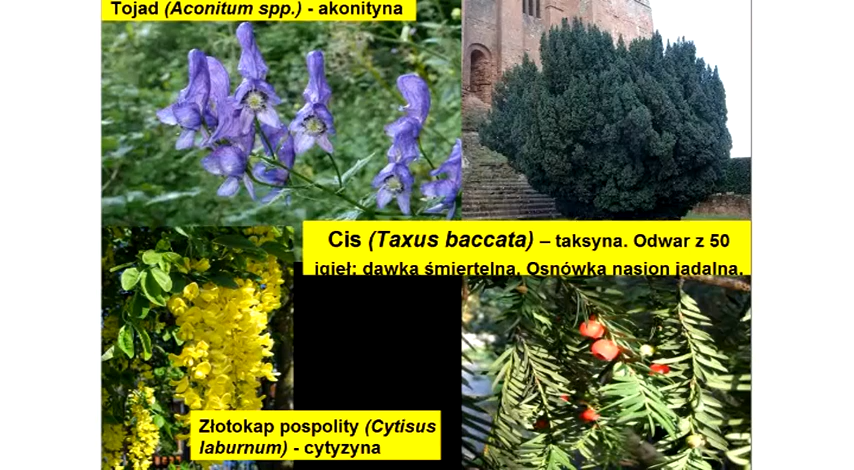 Tojad (Aconitum spp.) - akonityna
Cis (Taxus baccata) – taksyna. Odwar z 50
igieł: dawka śmiertelna. Osnówka nasion jadalna.
Złotokap pospolity (Cytisus
laburnum) - cytyzyna